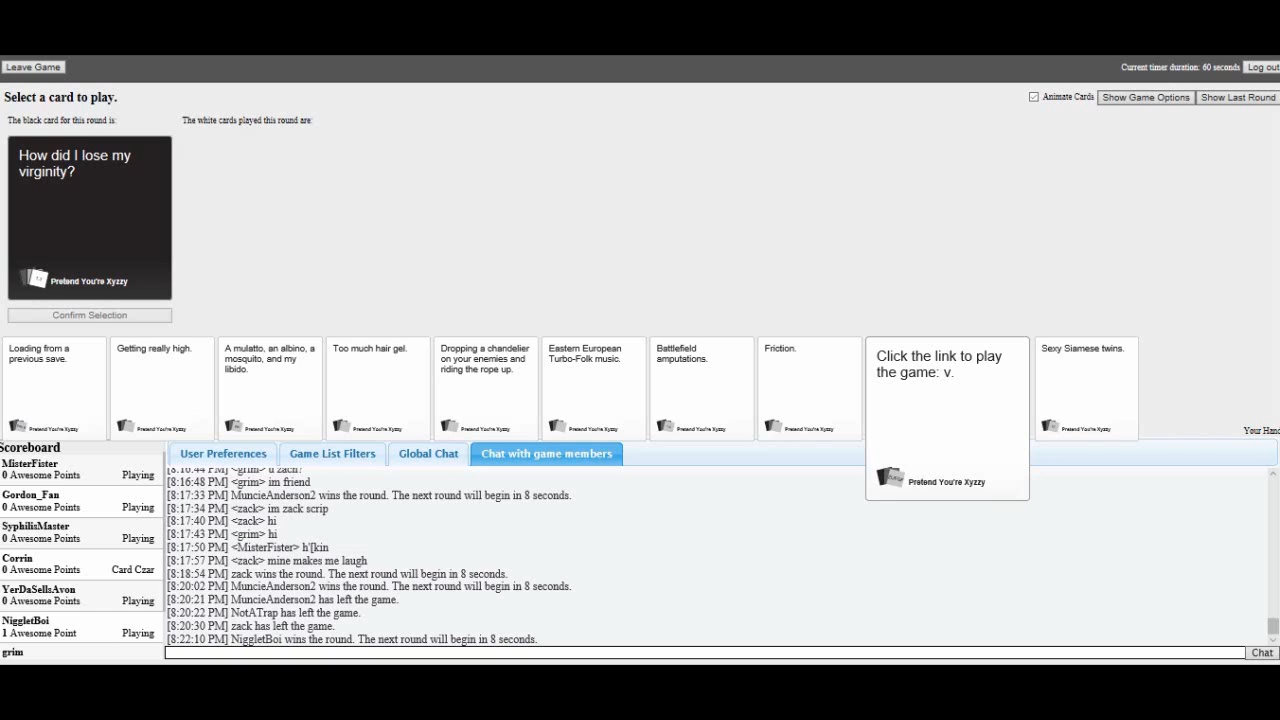 Leave Game
Current timer duration: 60 seconds
Log out
Select a card to play.
Animate Cards
Show Game Options
Show Last Round
The black card for this round is:
The white cards played this round are:
How did I lose my
virginity?
Pretend You're Xyzzy
Confirm Selection
Loading from a
previous save.
Pretend You're Xyzzy
Getting really high.
Pretend You're Xyzzy
A mulatto, an albino, a
mosquito, and my
libido.
Pretend You're Xyzzy
Too much hair gel.
Pretend You're Xyzzy
Dropping a chandelier
on your enemies and
riding the rope up.
Pretend You're Xyzzy
Eastern European
Turbo-Folk music.
Pretend You're Xyzzy
Battlefield
amputations.
Pretend You're Xyzzy
Friction.
Pretend You're Xyzzy
Click the link to play
the game: v.
Pretend You're Xyzzy
Sexy Siamese twins.
Pretend You're Xyzzy
Your Hand
Scoreboard
MisterFister
0 Awesome Points Playing
Gordon_Fan
0 Awesome Points Playing
SyphilisMaster
0 Awesome Points Playing
Corrin
0 Awesome Points Card Czar
YerDaSellsAvon
0 Awesome Points Playing
NiggletBoi
1 Awesome Point Playing
grim
User Preferences
Game List Filters
Global Chat
Chat with game members
[8:16:44 PM] <grim> u zach?
[8:16:48 PM] <grim> im friend
[8:17:33 PM] MuncieAnderson2 wins the round. The next round will begin in 8 seconds.
[8:17:34 PM] <zack> im zack scrip
[8:17:40 PM] <zack> hi
[8:17:43 PM] <grim> hi
[8:17:50 PM] <MisterFister> h'[kin
[8:17:57 PM] <zack> mine makes me laugh
[8:18:54 PM] zack wins the round. The next round will begin in 8 seconds.
[8:20:02 PM] MuncieAnderson2 wins the round. The next round will begin in 8 seconds.
[8:20:21 PM] MuncieAnderson2 has left the game.
[8:20:22 PM] NotATrap has left the game.
[8:20:30 PM] zack has left the game.
[8:22:10 PM] NiggletBoi wins the round. The next round will begin in 8 seconds.
Chat